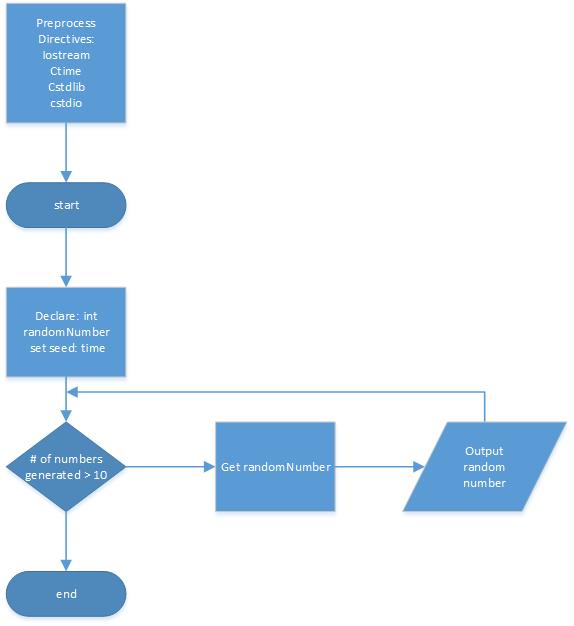 Preprocess
Directives:
Iostream
Ctime
Cstdlib
cstdio
start
Declare: int
randomNumber
set seed: time
# of numbers
generated > 10
Get randomNumber
Output
random
number
end